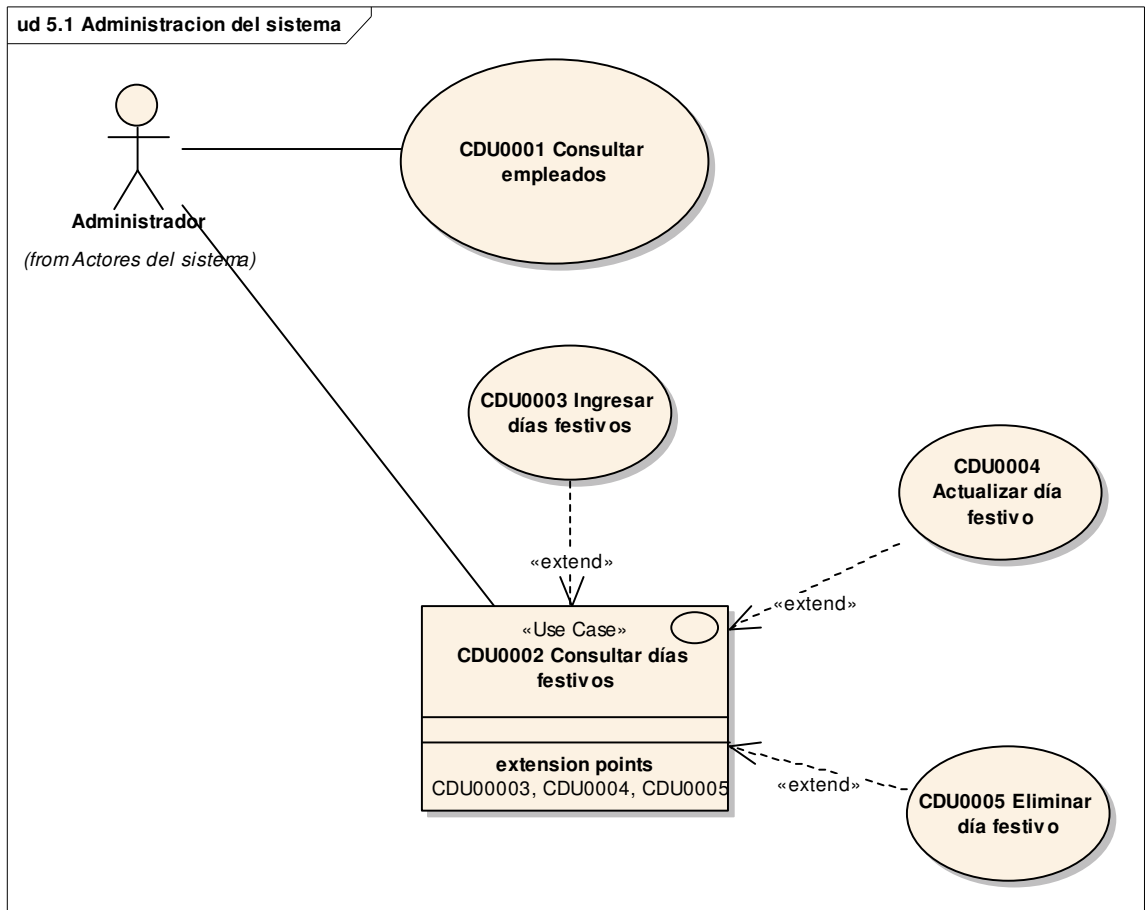 ud 5.1 Administracion del sistema
CDU0001 Consultar
empleados
Administrador
(from Actores del sistema)
CDU0003 Ingresar
días festivos
CDU0004
Actualizar día
festivo
«extend»
«extend»
«Use Case»
CDU0002 Consultar días
festivos
extension points
CDU00003, CDU0004, CDU0005
«extend»
CDU0005 Eliminar
día festivo